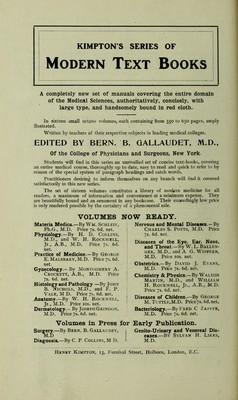 KIMPTON'S SERIES OF
MODERN TEXT BOOKS
A completely new set of manuals covering the entire domain
of the Medical Sciences, authoritatively, concisely, with
large type, and handsomely bound in red cloth.
In sixteen small octavo volumes, each containing from 350 to 650 pages, amply
illustrated.
Written by teachers of their respective subjects in leading medical colleges.
EDITED BY BERN. B. GALLAUDET, M.D.,
Of the College of Physicians and Surgeons, New York.
Students will find in this series an unrivalled set of concise text-books, covering
an entire medical course, thoroughly up to date, easy to read and quick to refer to by
reason of the special system of paragraph headings and catch words.
Practitioners desiring to inform themselves on any branch will find it covered
satisfactorily in this new series.
The set of sixteen volumes constitutes a library of modern medicine for all
readers, a maximum of information and convenience at a minimum expense. They
are beautifully bound and an ornament in any bookcase. Their exceedingly low price
is only rendered possible by the certainty of a phenomenal sale.
VOLUMES NOW READY.
Materia Medica.—By WM. SCHLEIF,
Ph.G., M.D. Price 7s. 6d. net.
Physiology.—By H. D. COLLINS,
M.D., and W. H. ROCKWELL,
Jr., A.B., M.D. Price 7s. 6d.
net.
Practice of Medicine.—By GEORGE
E. MALSBARY, M.D. Price 7s. 6d.
net.
Gynæcology.—By MONTGOMERY A.
CROCKETT, A.B., M.D. Price
7s. 6d. net.
Histology and Pathology—By JOHN
B. NICHOLS, M.D., and F. P.
VALE, M.D. Price 7s. 6d. net.
Anatomy.—By W. H. ROCKWELL,
Jr., M.D. Price 10s. net.
Dermatology.—By JOSEPH GRINDON,
M.D. Price 7s. 6d. net.
Nervous and Mental Diseases.—By
CHARLES S. POTTS, M.D. Price
7s. 6d. net.
Diseases of the Eye, Ear, Nose,
and Throat.—By W. L. BALLENGER,
M.D., and A. G. WIPPERN,
M.D. Price 10s. net.
Obstetrics.—By DAVID J. EVANS,
M.D. Price 7s. 6d. net.
Chemistry & Physics.—By WALTON
MARTIN, M.D., and WILLIAM
H. ROCKWELL, Jr., A.B., M.D.
Price 7s. 6d. net.
Diseases of Children.—By GEORGE
M. TUTTLE, M.D. Price 7s. 6d. net.
Bacteriology.—By FRED C. ZAPFFE,
M.D. Price 7s. 6d. net.
Volumes in Press for Early Publication.
Surgery.—By BERN. B. GALLAUDET,
M.D.
Diagnosis.—By C. P. COLLINS, M.D.
Genito-Urinary and Venereal Diseases.—By
SYLVAN H. LIKES,
M.D.
HENRY KIMPTON, 13, Furnival Street, Holborn, London, E.C.